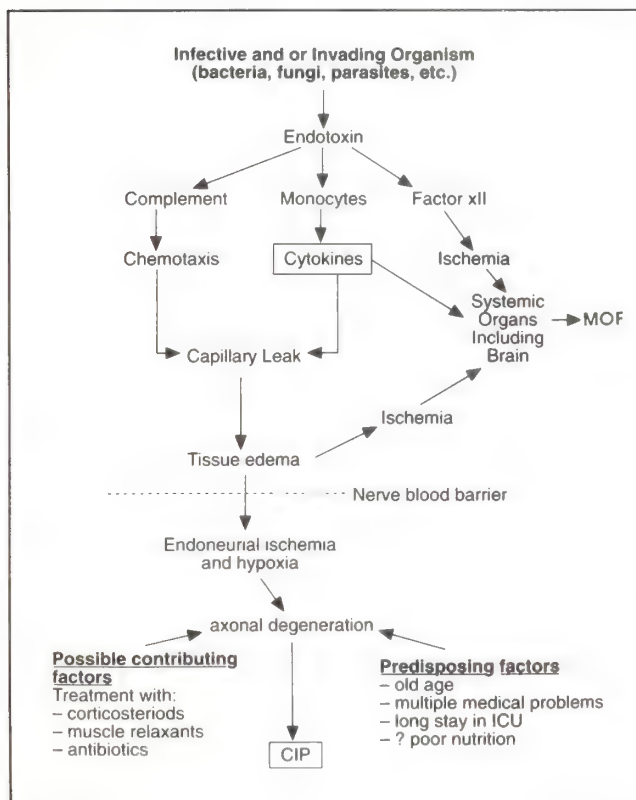 Infective and or Invading Organism
(bacteria, fungi, parasites, etc.)
Endotoxin
Complement
Monocytes
Factor xII
Chemotaxis
Cytokines
Ischemia
Systemic
Organs
Including
Brain
MOF
Capillary Leak
Ischemia
Tissue edema
Nerve blood barrier
Endoneurial ischemia
and hypoxia
axonal degeneration
Possible contributing
factors
Treatment with:
– corticosteriods
– muscle relaxants
– antibiotics
Predisposing factors
– old age
– multiple medical problems
– long stay in ICU
– ? poor nutrition
CIP